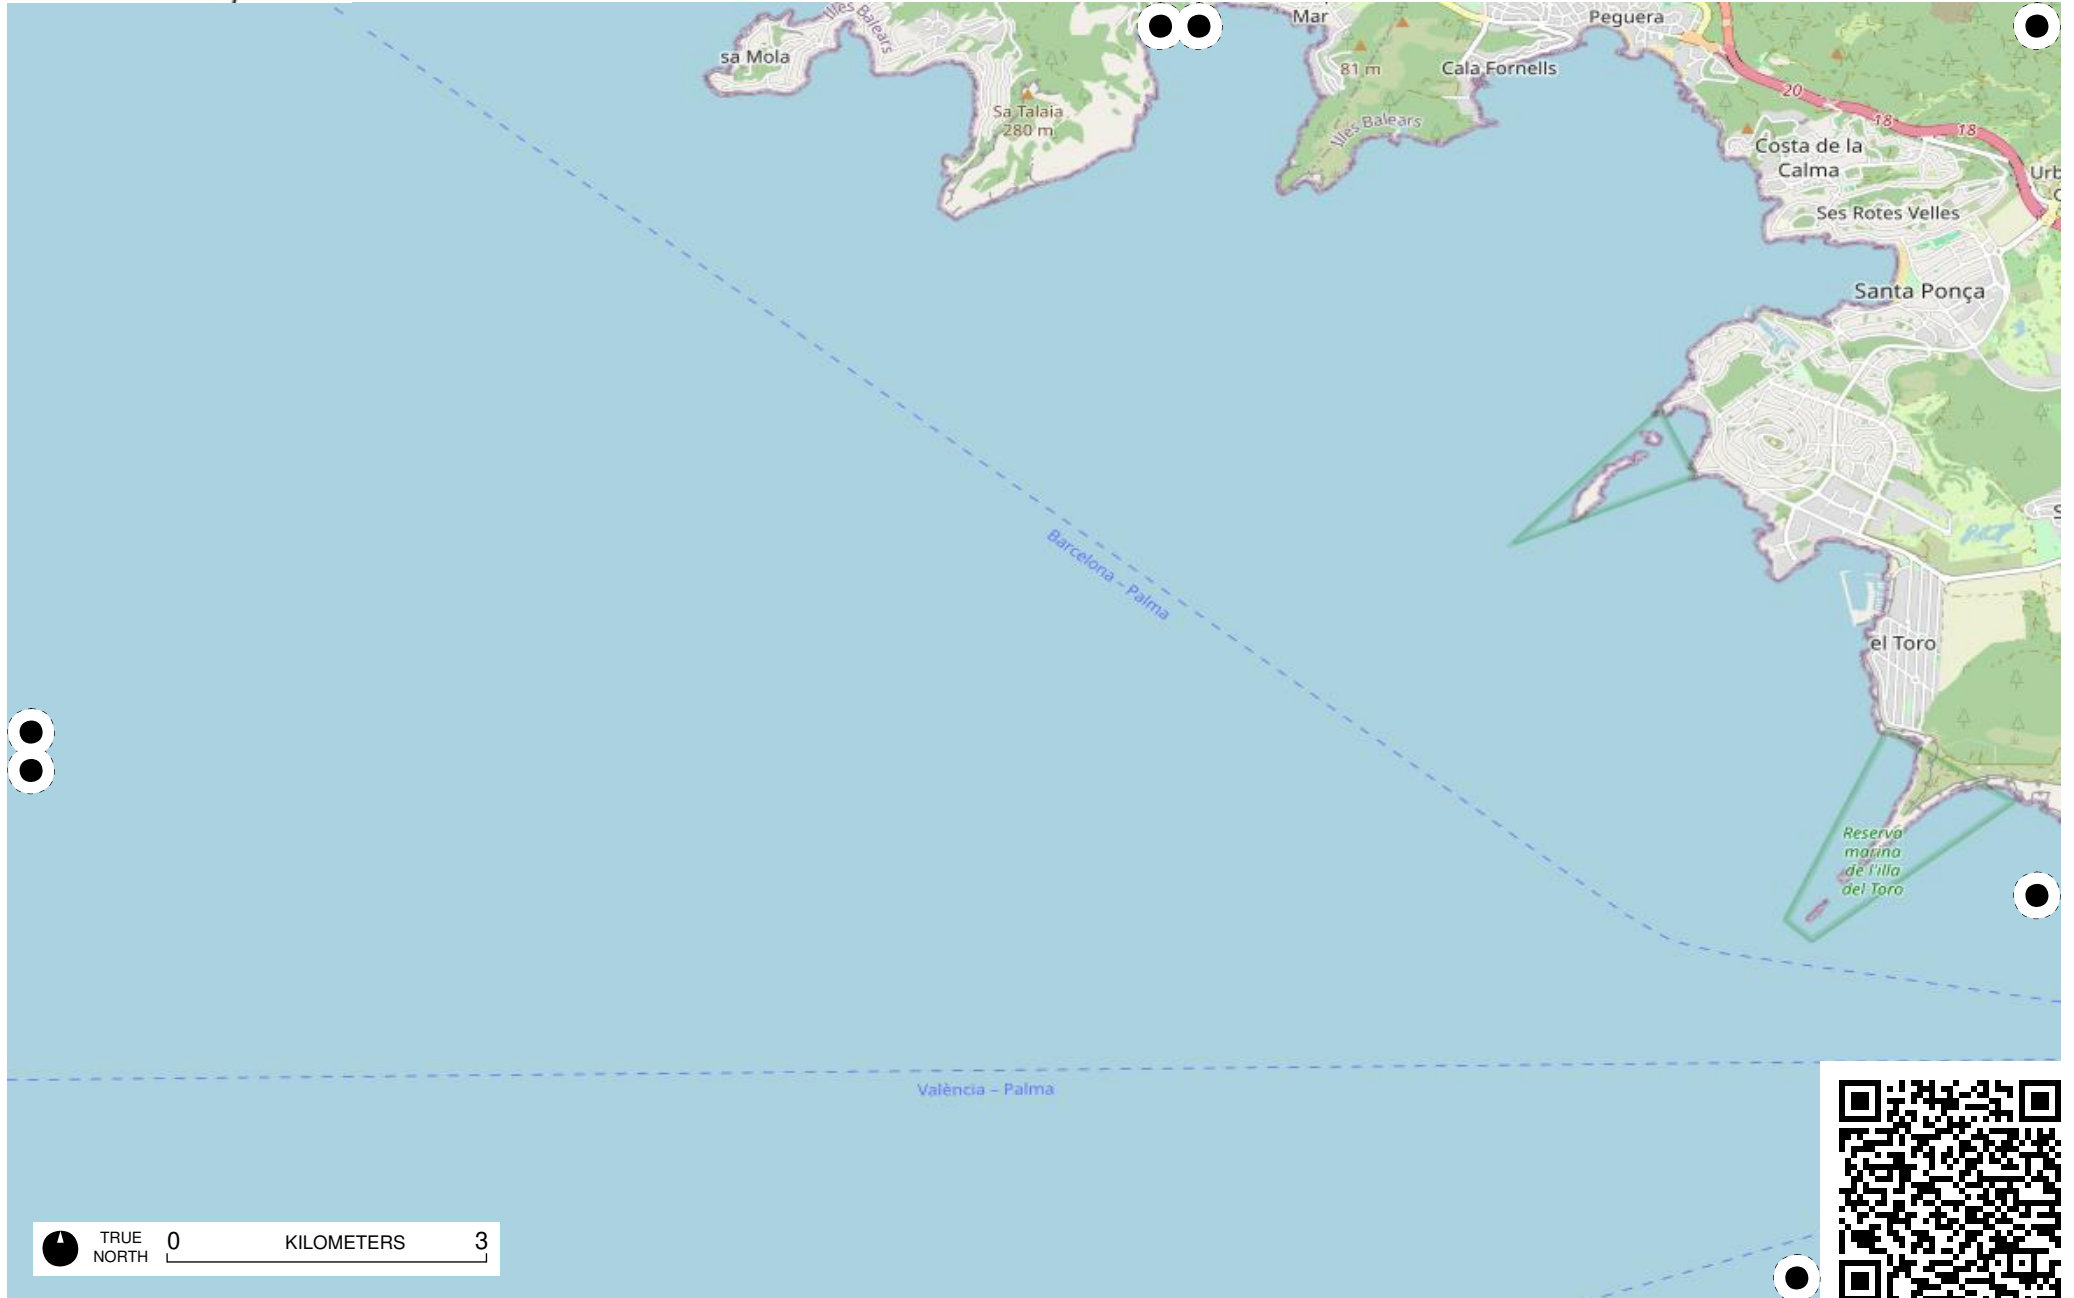 Illes Balears
Mar
Peguera
sa Mola
81 m
Cala Fornells
20
Sa Talaia
280 m
Illes Balears
18
18
Costa de la
Calma
Urb
Ses Rotes Velles
Santa Ponça
Barcelona – Palma
el Toro
Reserva
marina
de l'illa
del Toro
València – Palma
TRUE
NORTH
0
KILOMETERS
3